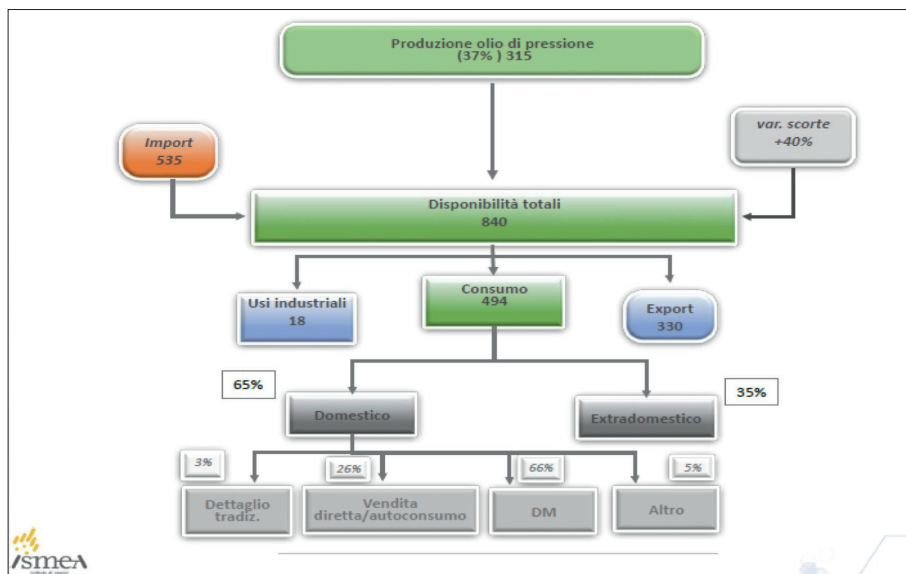 Produzione olio di pressione
(37% ) 315
Import
535
var. scorte
+40%
Disponibilità totali
840
Usi industriali
18
Consumo
494
Export
330
65%
35%
Domestico
Extradomestico
3%
26%
66%
5%
Dettaglio
tradiz.
Vendita
diretta/autoconsumo
DM
Altro
ismea